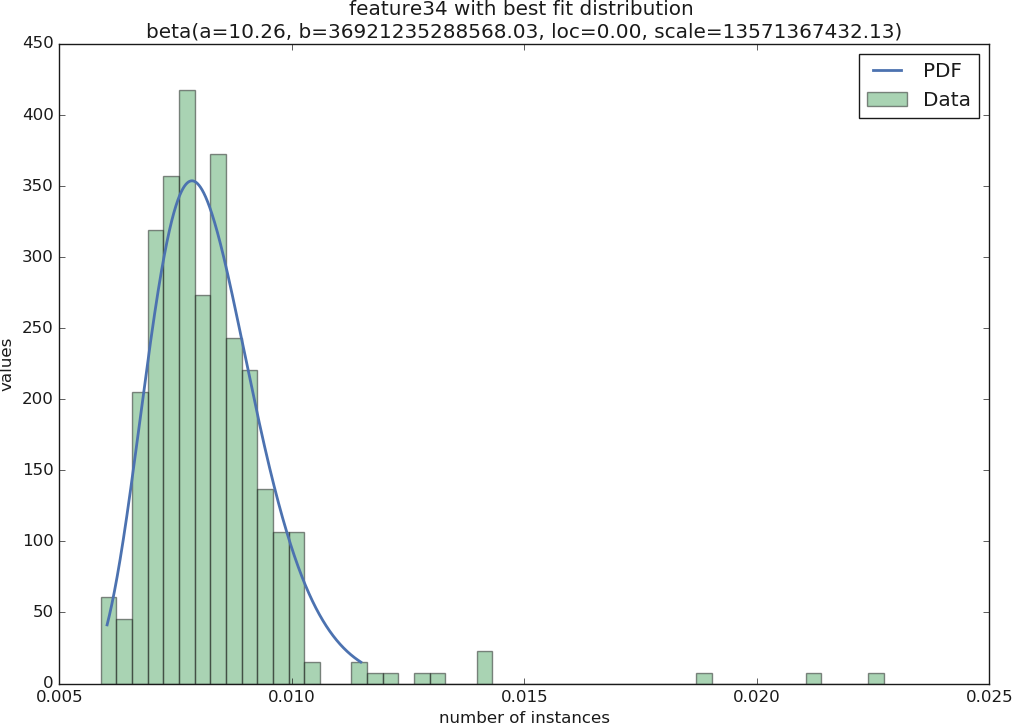 feature34 with best fit distribution
beta(a=10.26, b=36921235288568.03, loc=0.00, scale=13571367432.13)
450
400
350
300
250
200
150
100
50
0
values
PDF
Data
0.005
0.010
0.015
0.020
0.025
number of instances